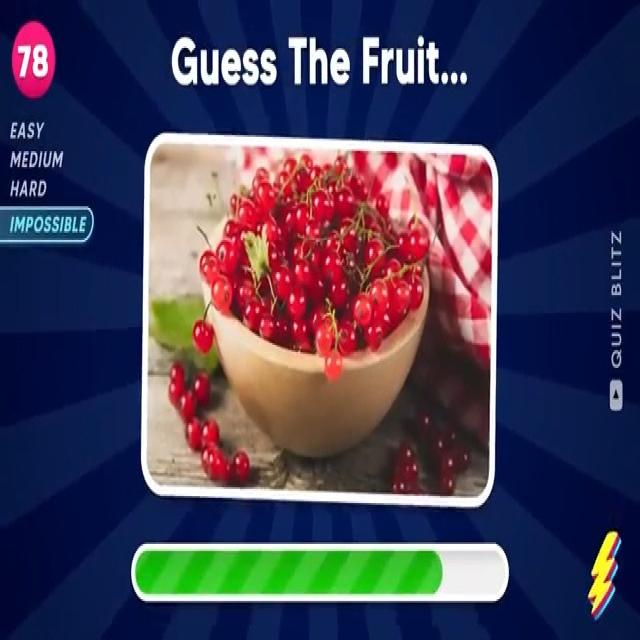 78
Guess The Fruit...
EASY
MEDIUM
HARD
IMPOSSIBLE
QUIZ BLITZ